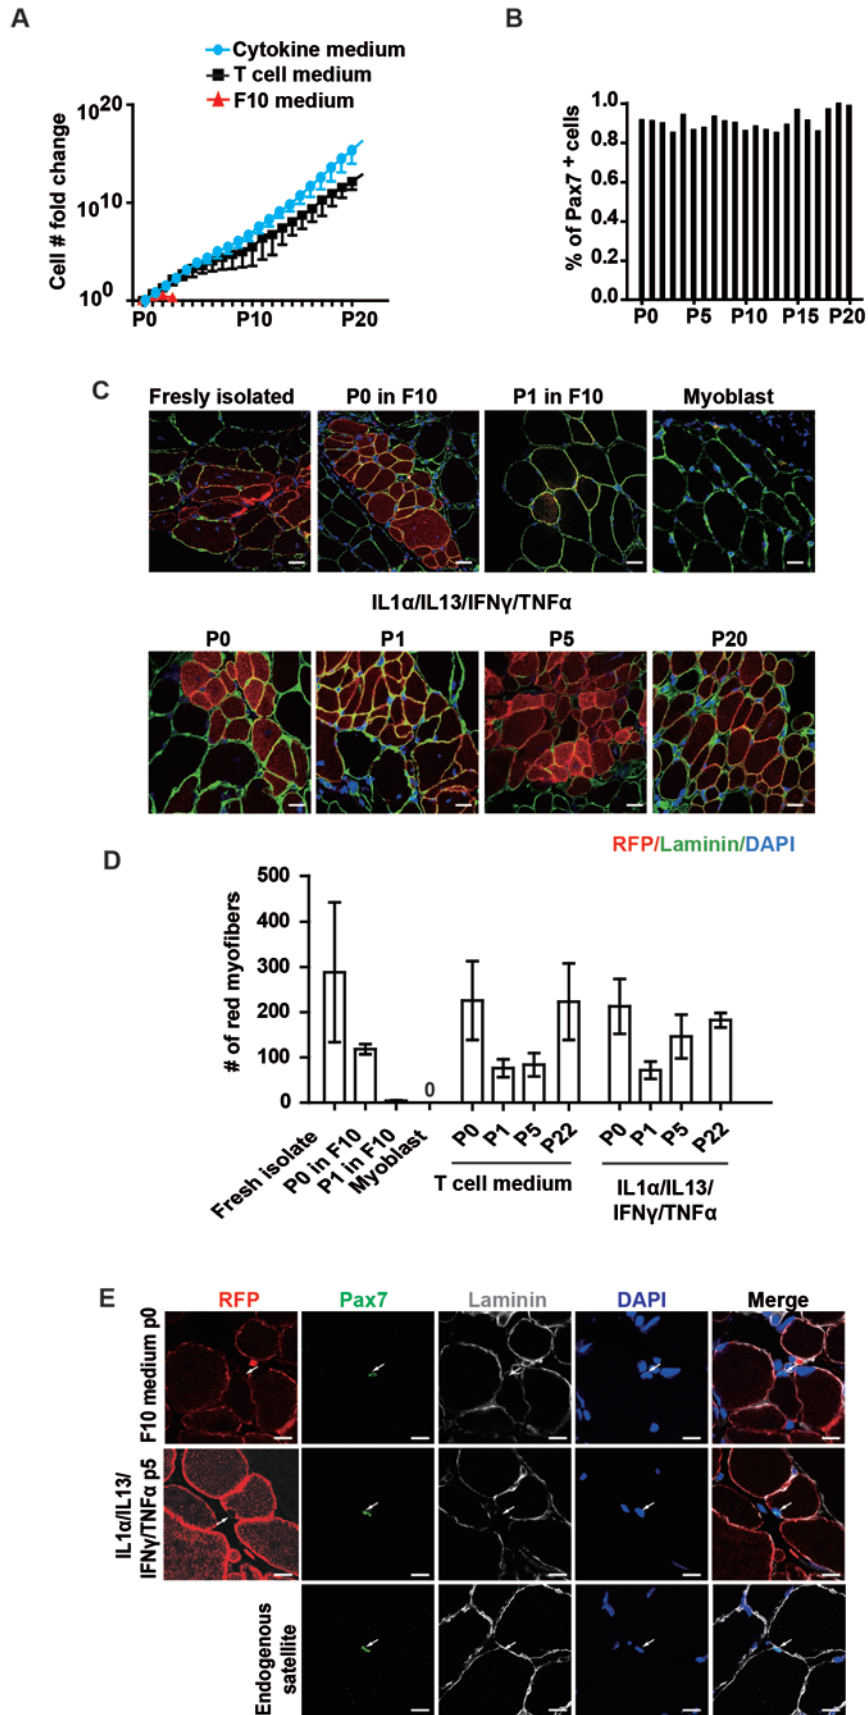 A
Cytokine medium
T cell medium
F10 medium
Cell # fold change
10^20
10^10
10^0
P0 P10 P20
B
% of Pax7 + cells
1.0
0.8
0.6
0.4
0.2
0.0
P0 P5 P10 P15 P20
C
Fresly isolated P0 in F10 P1 in F10 Myoblast
IL1α/IL13/IFNγ/TNFα
P0 P1 P5 P20
RFP/Laminin/DAPI
D
# of red myofibers
500
400
300
200
100
0
0
Fresh isolate P0 in F10 P1 in F10 Myoblast P0 P1 P5 P22 P0 P1 P5 P22
T cell medium
IL1α/IL13/
IFNγ/TNFα
E
RFP Pax7 Laminin DAPI Merge
F10 medium p0
IL1α/IL13/
IFNγ/TNFα p5
Endogenous
satellite